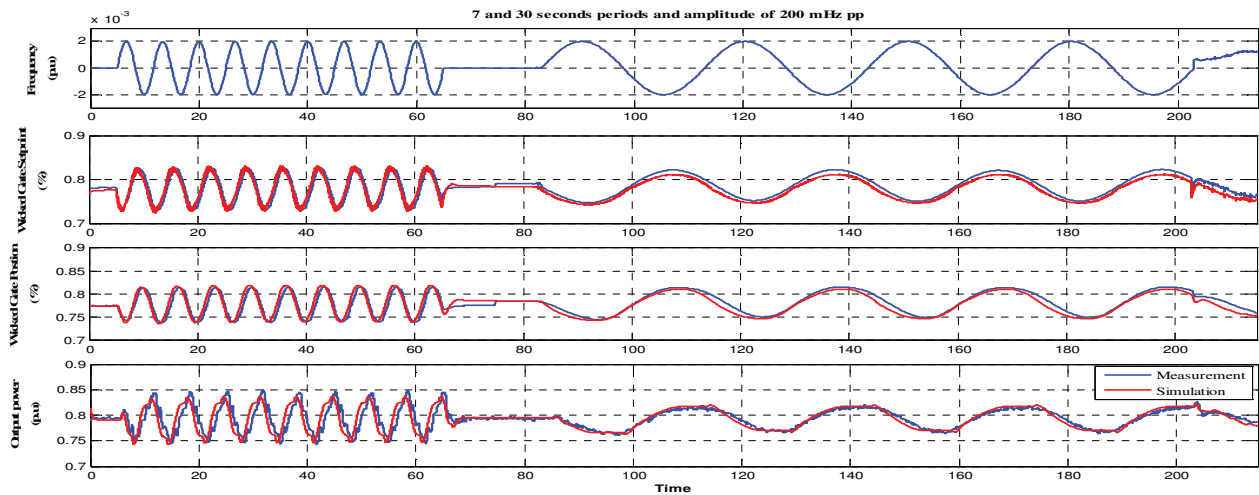 7 and 30 seconds periods and amplitude of 200 mHz pp
x 10⁻³
Frequency
(pu)
2
0
-2
0 20 40 60 80 100 120 140 160 180 200
Wicked Gate Setpoint
(%)
0.9
0.8
0.7
0 20 40 60 80 100 120 140 160 180 200
Wicked Gate Postion
(%)
0.9
0.85
0.8
0.75
0.7
0 20 40 60 80 100 120 140 160 180 200
Output power
(pu)
0.9
0.85
0.8
0.75
0.7
Measurement
Simulation
0 20 40 60 80 100 120 140 160 180 200
Time